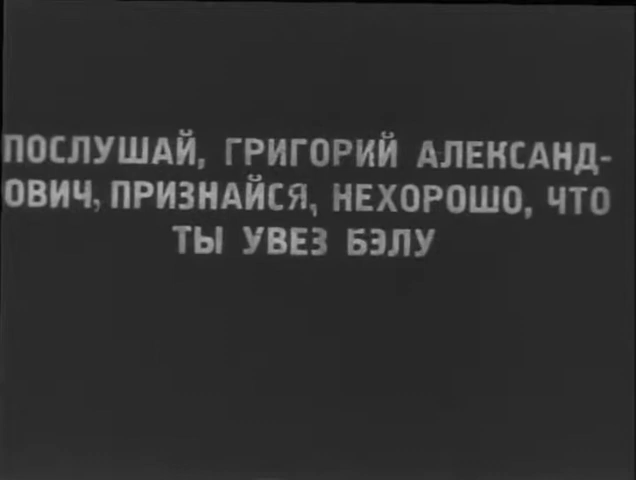 ПОСЛУШАЙ, ГРИГОРИЙ АЛЕКСАНД-
ОВИЧ, ПРИЗНАЙСЯ, НЕХОРОШО, ЧТО
ТЫ УВЕЗ БЭЛУ